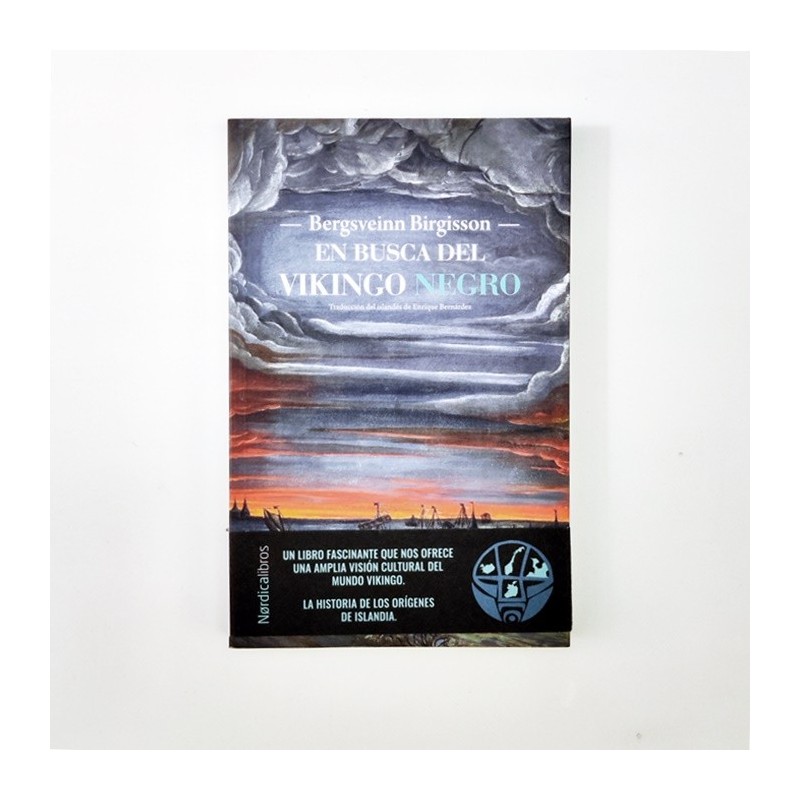 — Bergsveinn Birgisson —
EN BUSCA DEL
VIKINGO NEGRO
Traducción del islandés de Enrique Bernárdez
Nørdicalibros
UN LIBRO FASCINANTE QUE NOS OFRECE
UNA AMPLIA VISIÓN CULTURAL DEL
MUNDO VIKINGO.
LA HISTORIA DE LOS ORÍGENES
DE ISLANDIA.